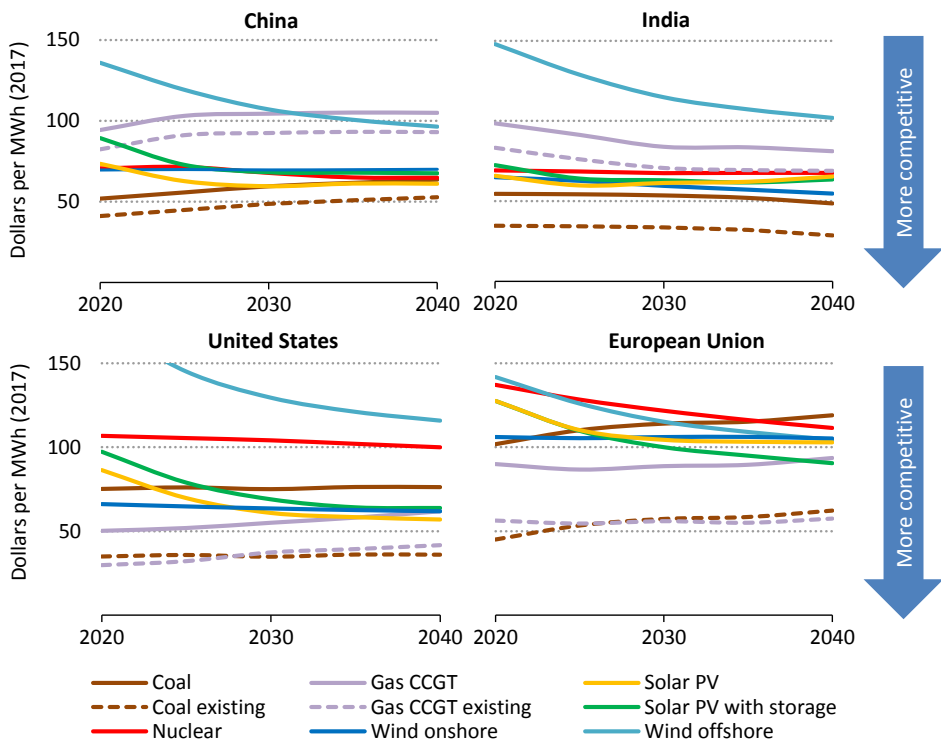 China
India
Dollars per MWh (2017)
150
100
50
2020
2030
2040
2020
2030
2040
More competitive
United States
European Union
Dollars per MWh (2017)
150
100
50
2020
2030
2040
2020
2030
2040
More competitive
Coal
Gas CCGT
Solar PV
Coal existing
Gas CCGT existing
Solar PV with storage
Nuclear
Wind onshore
Wind offshore